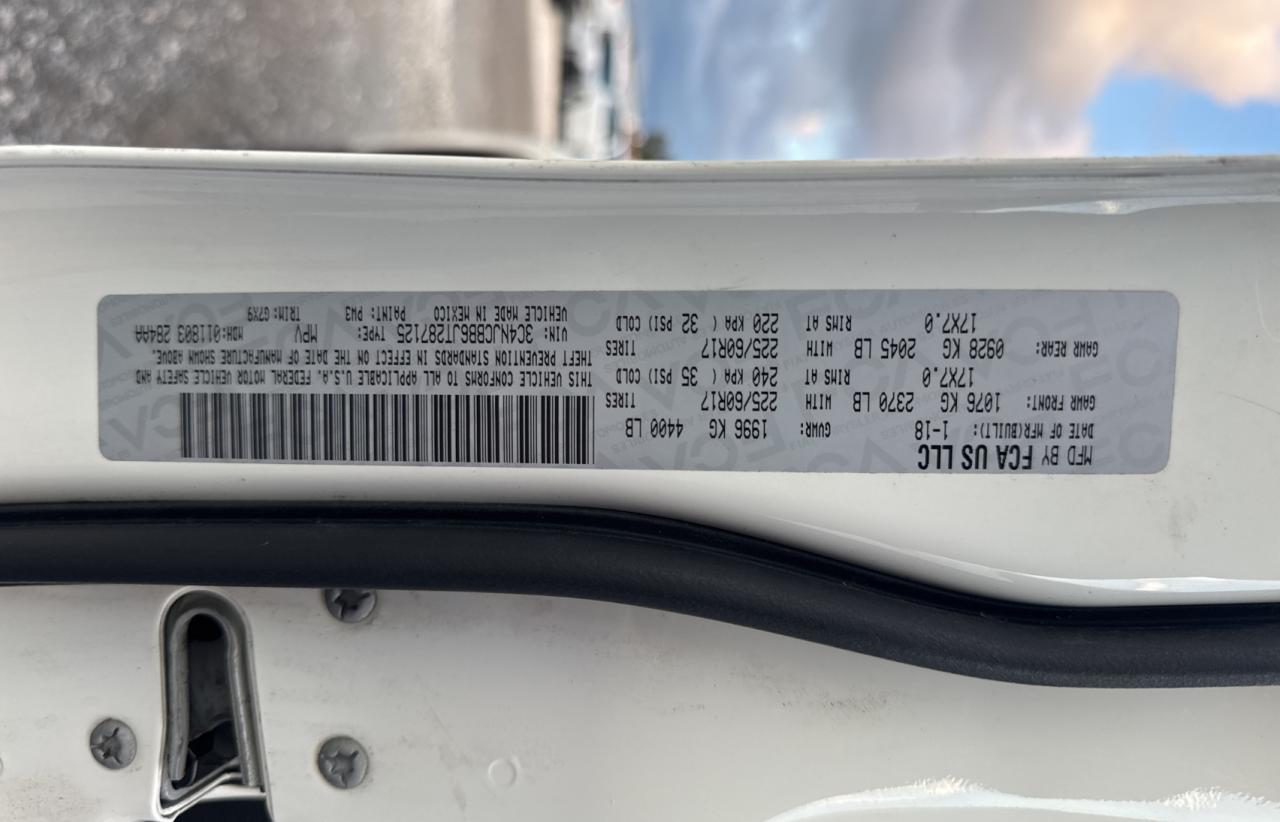 MFD BY FCA US LLC
DATE OF MFR(BUILT): 1-18 GVWR: 1996 KG 4400 LB
GAWR FRONT: 1076 KG 2370 LB WITH 225/60R17 TIRES
17X7.0 RIMS AT 240 KPA ( 35 PSI) COLD
GAWR REAR: 0928 KG 2045 LB WITH 225/60R17 TIRES
17X7.0 RIMS AT 220 KPA ( 32 PSI) COLD
THIS VEHICLE CONFORMS TO ALL APPLICABLE U.S.A. FEDERAL MOTOR VEHICLE SAFETY AND
THEFT PREVENTION STANDARDS IN EFFECT ON THE DATE OF MANUFACTURE SHOWN ABOVE.
VIN: 3C4NJCBB6JT287125 TYPE: MPV MDH:011803 284AA
VEHICLE MADE IN MEXICO PAINT: PW3 TRIM: G7X9